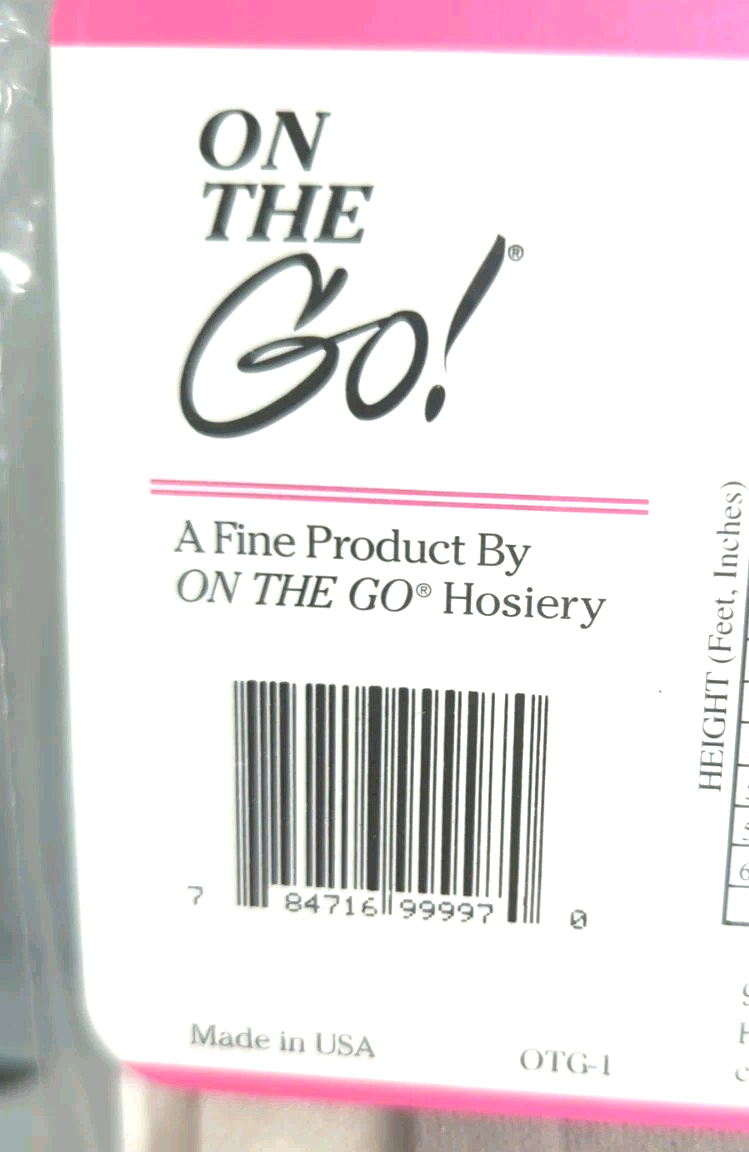 ON
THE
Go!®
A Fine Product By
ON THE GO® Hosiery
HEIGHT (Feet, Inches)
6
7 84716 99997 0
Made in USA
OTG-1